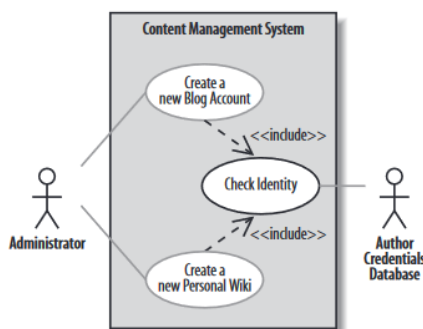 Content Management System
Create a
new Blog Account
<<include>>
Check Identity
Administrator
<<include>>
Author
Credentials
Database
Create a
new Personal Wiki